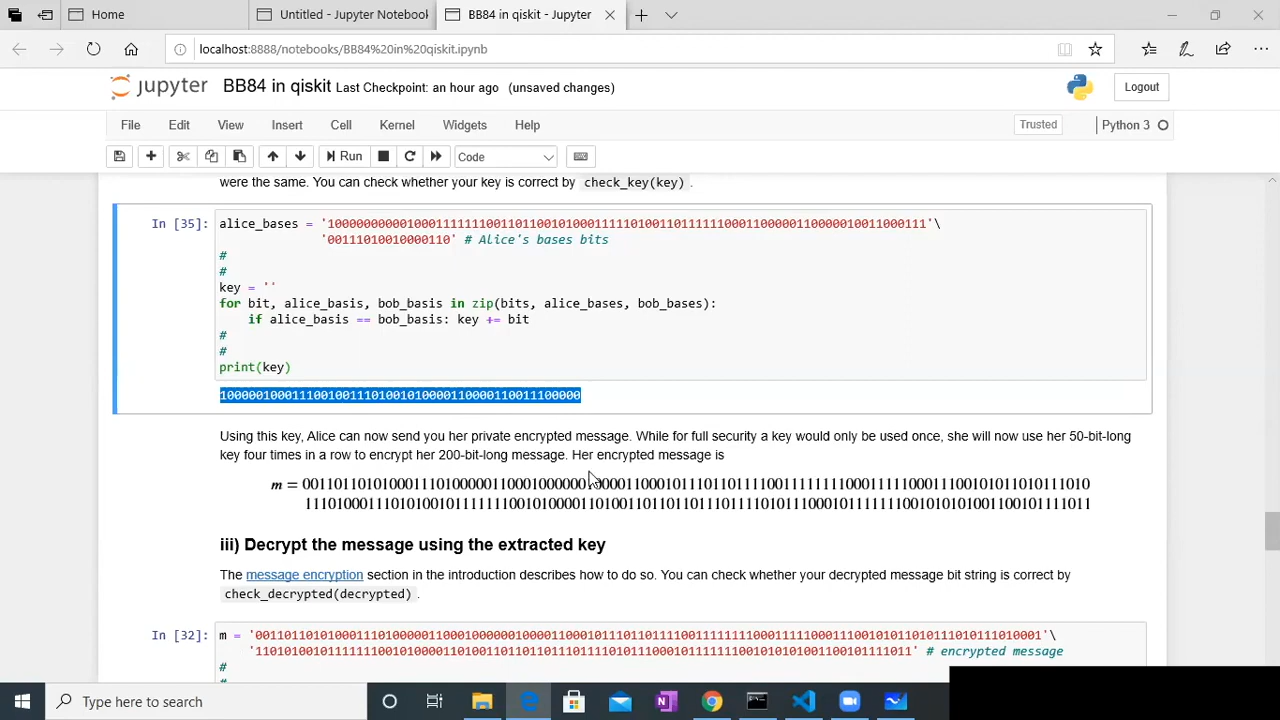 Home
Untitled - Jupyter Notebook
BB84 in qiskit - Jupyter
localhost:8888/notebooks/BB84%20in%20qiskit.ipynb
jupyter BB84 in qiskit Last Checkpoint: an hour ago (unsaved changes)
Logout
File Edit View Insert Cell Kernel Widgets Help
Trusted
Python 3
Run
Code
were the same. You can check whether your key is correct by check_key(key) .
In [35]: alice_bases = '10000000000100011111110011011001010001111101001101111110001100000110000010011000111'\
'00111010010000110' # Alice's bases bits
#
#
key = ''
for bit, alice_basis, bob_basis in zip(bits, alice_bases, bob_bases):
if alice_basis == bob_basis: key += bit
#
#
print(key)
10000010001110010011101001010000110000110011100000
Using this key, Alice can now send you her private encrypted message. While for full security a key would only be used once, she will now use her 50-bit-long
key four times in a row to encrypt her 200-bit-long message. Her encrypted message is
m = 0011011010100011101000001100010000001000011000101110110111100111111110001111100011100101011010111010
1110100011101010010111111100101000011010011011011101111010111000101111111001010101001100101111011
iii) Decrypt the message using the extracted key
The message encryption section in the introduction describes how to do so. You can check whether your decrypted message bit string is correct by
check_decrypted(decrypted) .
In [32]: m = '0011011010100011101000001100010000001000011000101110110111100111111110001111100011100101011010111010111010001'\
'1101010010111111100101000011010011011011101111010111000101111111001010101001100101111011' # encrypted message
#
Type here to search